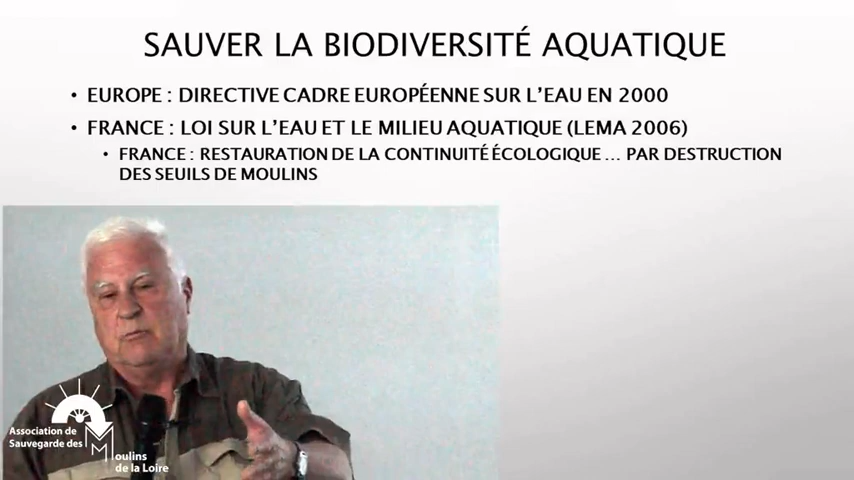 SAUVER LA BIODIVERSITÉ AQUATIQUE
• EUROPE : DIRECTIVE CADRE EUROPÉENNE SUR L'EAU EN 2000
• FRANCE : LOI SUR L'EAU ET LE MILIEU AQUATIQUE (LEMA 2006)
• FRANCE : RESTAURATION DE LA CONTINUITÉ ÉCOLOGIQUE … PAR DESTRUCTION
DES SEUILS DE MOULINS
Association de
Sauvegarde des
Moulins
de la Loire